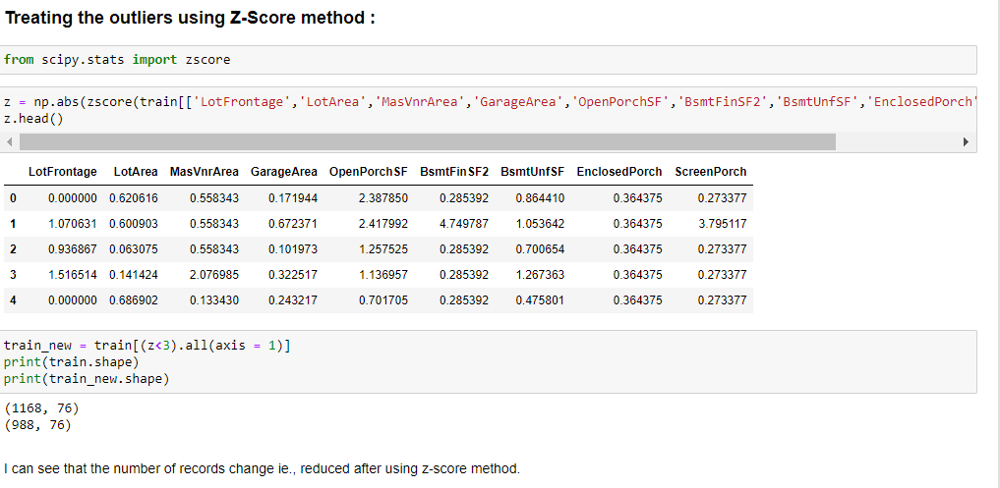 Treating the outliers using Z-Score method :
from scipy.stats import zscore
z = np.abs(zscore(train[['LotFrontage','LotArea','MasVnrArea','GarageArea','OpenPorchSF','BsmtFinSF2','BsmtUnfSF','EnclosedPorch'
z.head()
LotFrontage LotArea MasVnrArea GarageArea OpenPorchSF BsmtFinSF2 BsmtUnfSF EnclosedPorch ScreenPorch
0 0.000000 0.620616 0.558343 0.171944 2.387850 0.285392 0.864410 0.364375 0.273377
1 1.070631 0.600903 0.558343 0.672371 2.417992 4.749787 1.053642 0.364375 3.795117
2 0.936867 0.063075 0.558343 0.101973 1.257525 0.285392 0.700654 0.364375 0.273377
3 1.516514 0.141424 2.076985 0.322517 1.136957 0.285392 1.267363 0.364375 0.273377
4 0.000000 0.686902 0.133430 0.243217 0.701705 0.285392 0.475801 0.364375 0.273377
train_new = train[(z<3).all(axis = 1)]
print(train.shape)
print(train_new.shape)
(1168, 76)
(988, 76)
I can see that the number of records change ie., reduced after using z-score method.